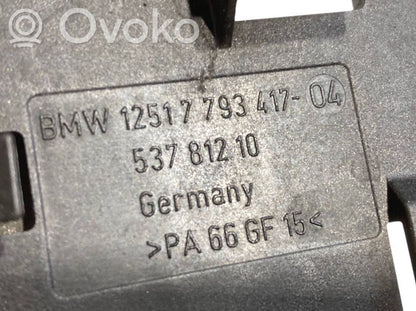 Ovoko
BMW 12517 793 417-04
537 812 10
Germany
>PA 66 GF 15<